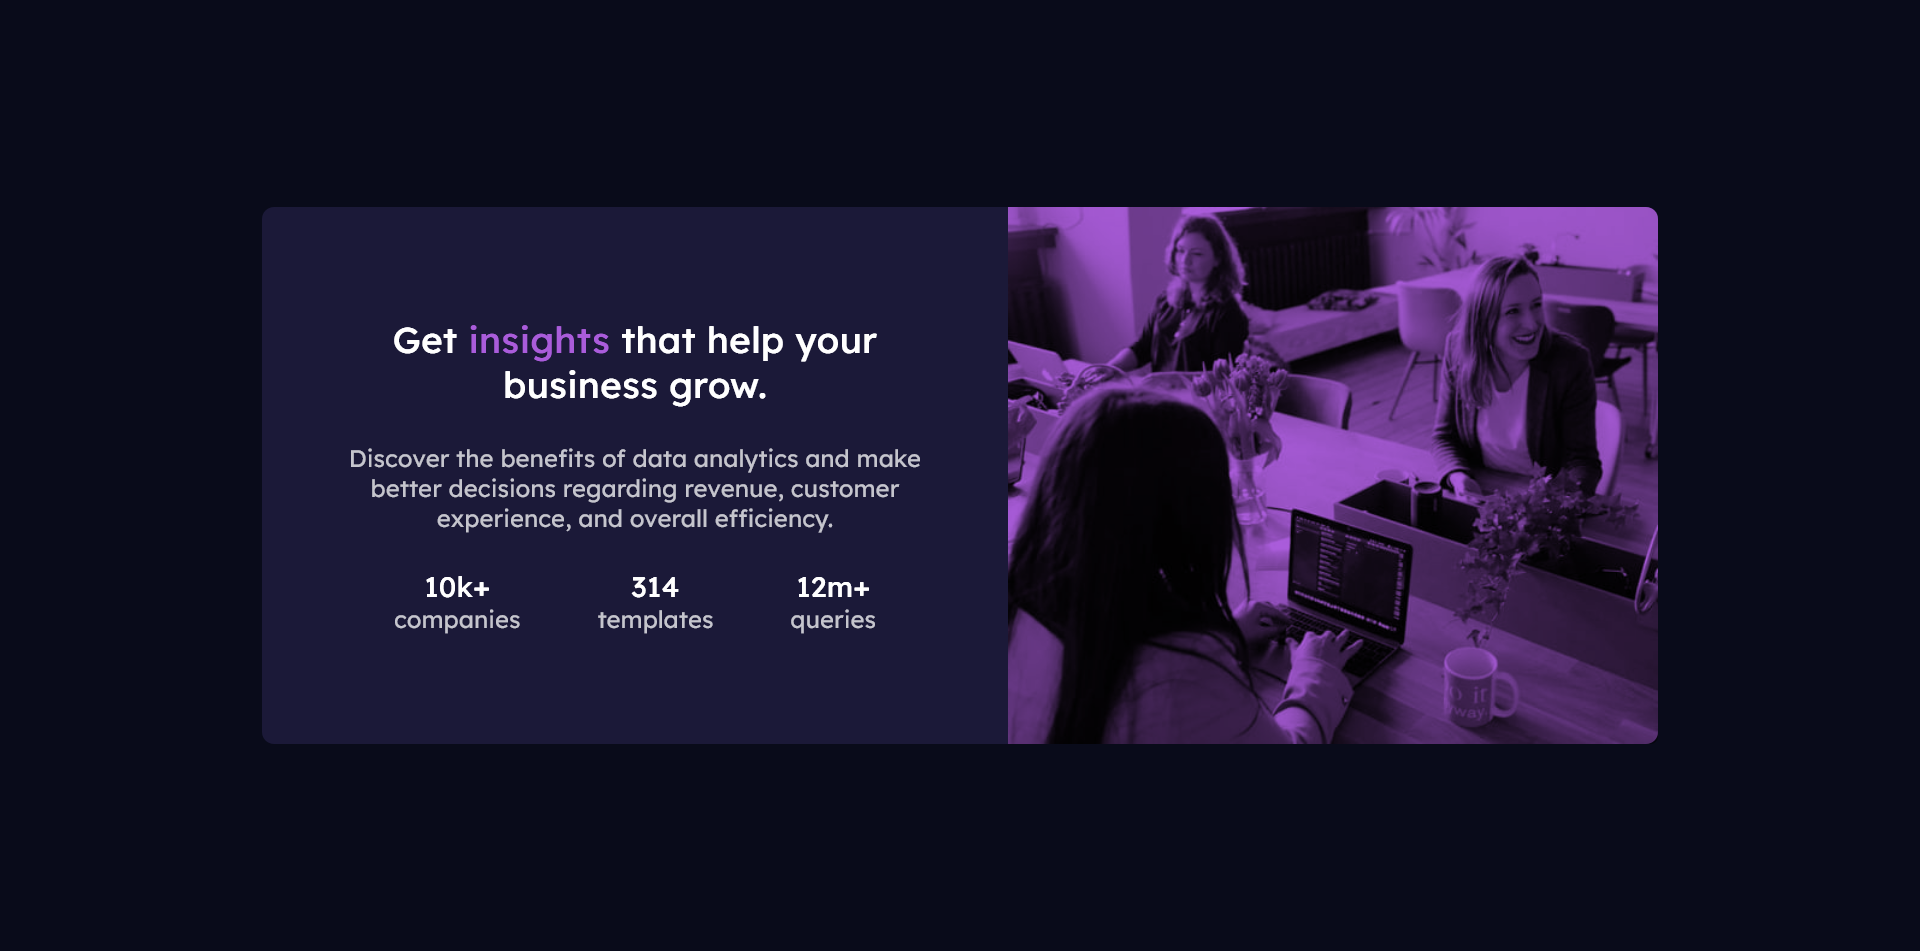 Get insights that help your
business grow.
Discover the benefits of data analytics and make
better decisions regarding revenue, customer
experience, and overall efficiency.
10k+ 314 12m+
companies templates queries